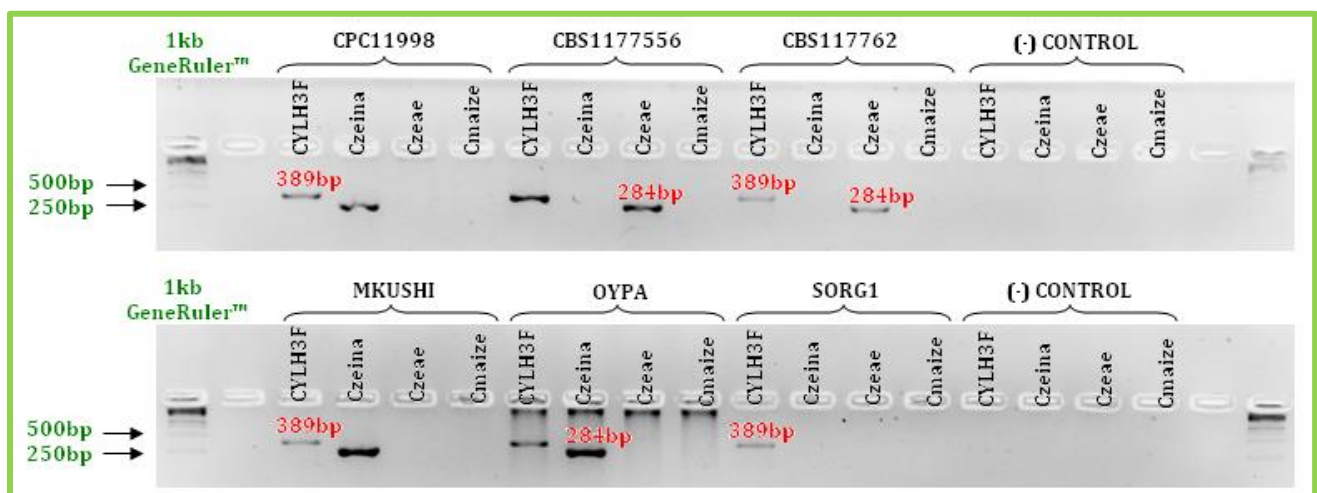 1kb GeneRuler™
CPC11998 CBS1177556 CBS117762 (-) CONTROL
CYLH3F Czeina Czeae Cmaize CYLH3F Czeina Czeae Cmaize CYLH3F Czeina Czeae Cmaize CYLH3F Czeina Czeae Cmaize
389bp 284bp 389bp 284bp
500bp
250bp
1kb GeneRuler™
MKUSHI OYPA SORG1 (-) CONTROL
CYLH3F Czeina Czeae Cmaize CYLH3F Czeina Czeae Cmaize CYLH3F Czeina Czeae Cmaize CYLH3F Czeina Czeae Cmaize
389bp 284bp 389bp
500bp
250bp